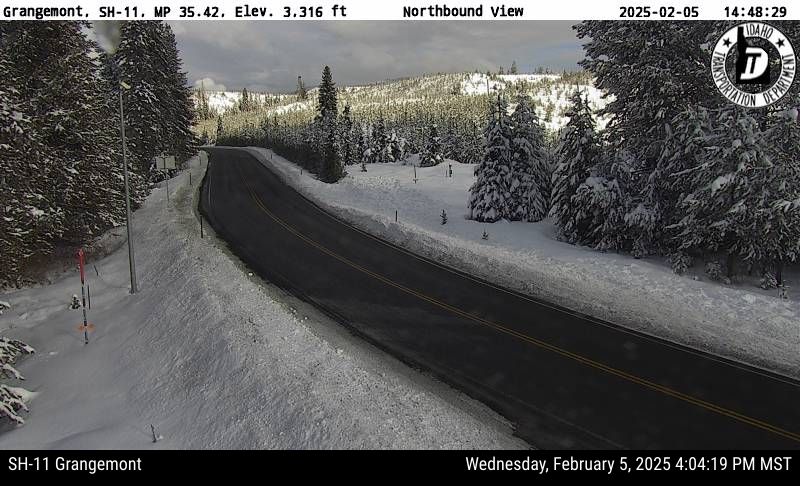 Grangemont, SH-11, MP 35.42, Elev. 3,316 ft Northbound View 2025-02-05 14:48:29
IDAHO
TRANSPORTATION DEPARTMENT
SH-11 Grangemont Wednesday, February 5, 2025 4:04:19 PM MST